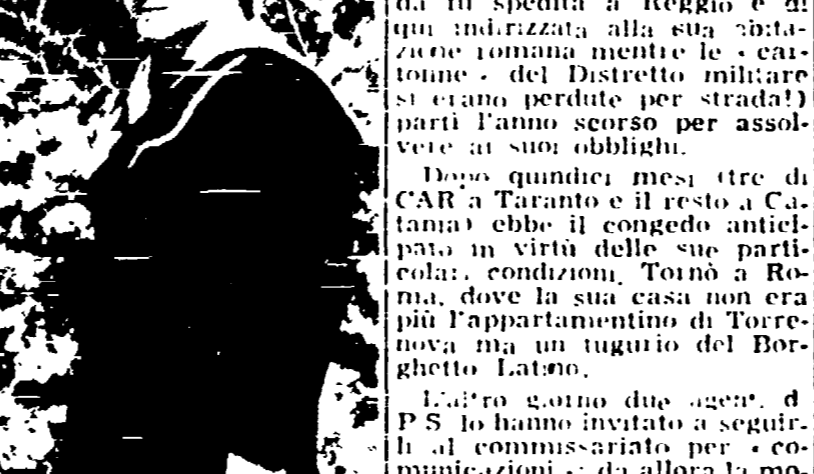 da fu spedita a Reggio e di
qui indirizzata alla sua abita-
zione romana mentre le « car-
toline » del Distretto militare
si erano perdute per strada!)
partì l'anno scorso per assol-
vere ai suoi obblighi.
Dopo quindici mesi (tre di
CAR a Taranto e il resto a Ca-
tania) ebbe il congedo antici-
pato in virtù delle sue parti-
colari condizioni. Tornò a Ro-
ma, dove la sua casa non era
più l'appartamentino di Torre-
nova ma un tugurio del Bor-
ghetto Latino.
L'altro giorno due agenti d
P.S. lo hanno invitato a seguir-
li al commissariato per « co-
municazioni »: da allora la mo-